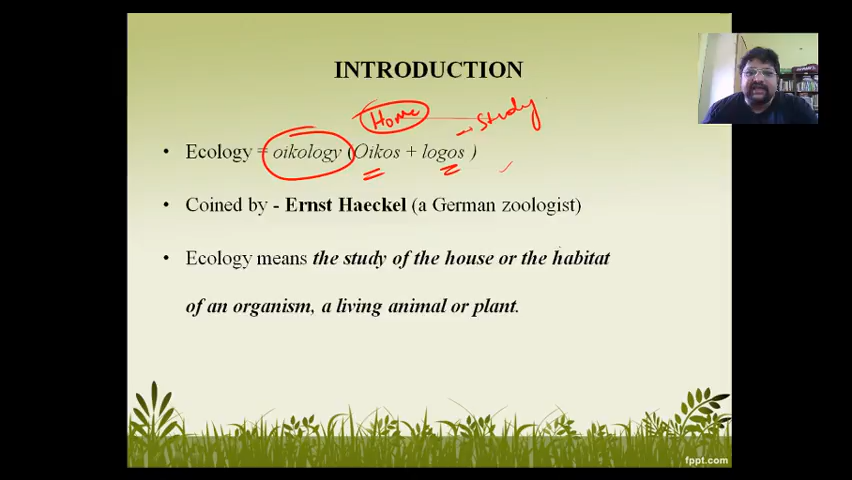 INTRODUCTION
Home → study
• Ecology = oikology (Oikos + logos )
• Coined by - Ernst Haeckel (a German zoologist)
• Ecology means the study of the house or the habitat
of an organism, a living animal or plant.
fppt.com